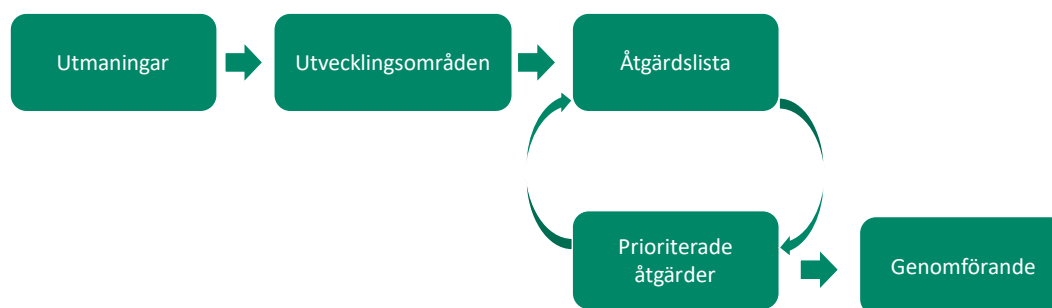 Utmaningar
Utvecklingsområden
Åtgärdslista
Prioriterade
åtgärder
Genomförande